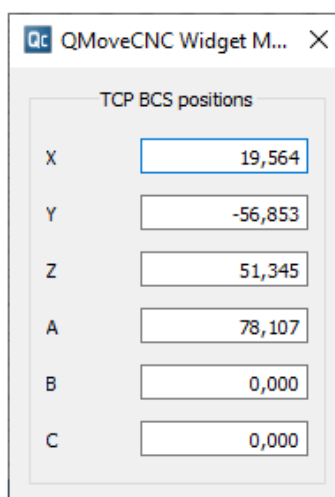 Qc QMoveCNC Widget M...
TCP BCS positions
X 19,564
Y -56,853
Z 51,345
A 78,107
B 0,000
C 0,000